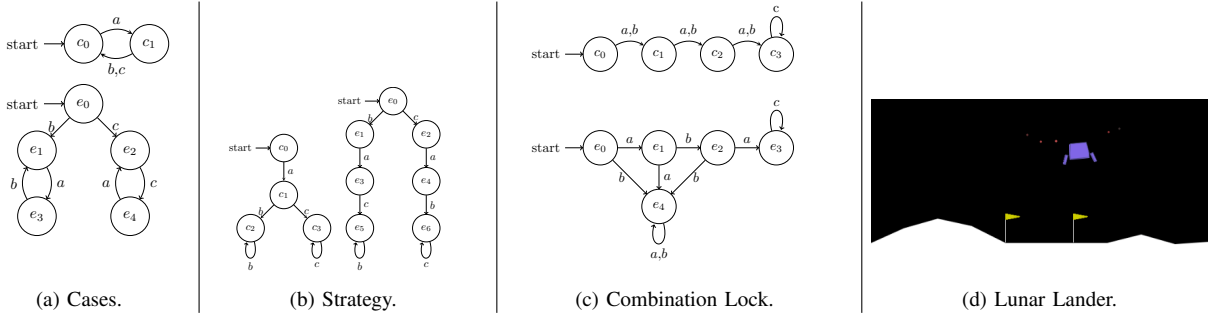 a
start
c0
c1
b,c
start
e0
b
c
e1
e2
b
a
a
c
e3
e4
(a) Cases.
start
c0
a
c1
b
c
c2
c3
b
c
start
e0
b
c
e1
e2
a
a
e3
e4
c
b
e5
e6
b
c
(b) Strategy.
c
a,b
a,b
a,b
start
c0
c1
c2
c3
c
start
e0
a
e1
b
e2
a
e3
b
a
b
e4
a,b
(c) Combination Lock.
(d) Lunar Lander.